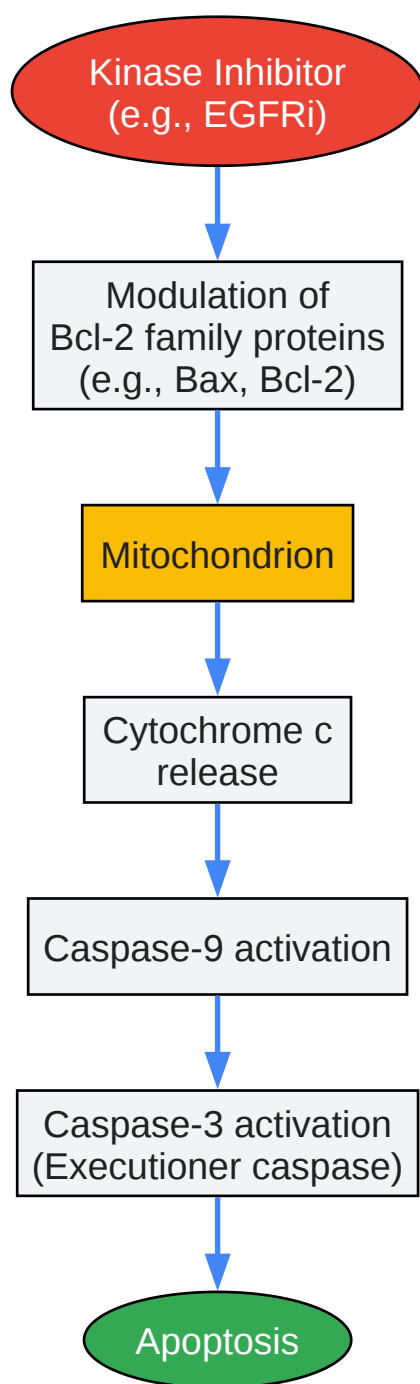 Kinase Inhibitor
(e.g., EGFRi)
Modulation of
Bcl-2 family proteins
(e.g., Bax, Bcl-2)
Mitochondrion
Cytochrome c
release
Caspase-9 activation
Caspase-3 activation
(Executioner caspase)
Apoptosis